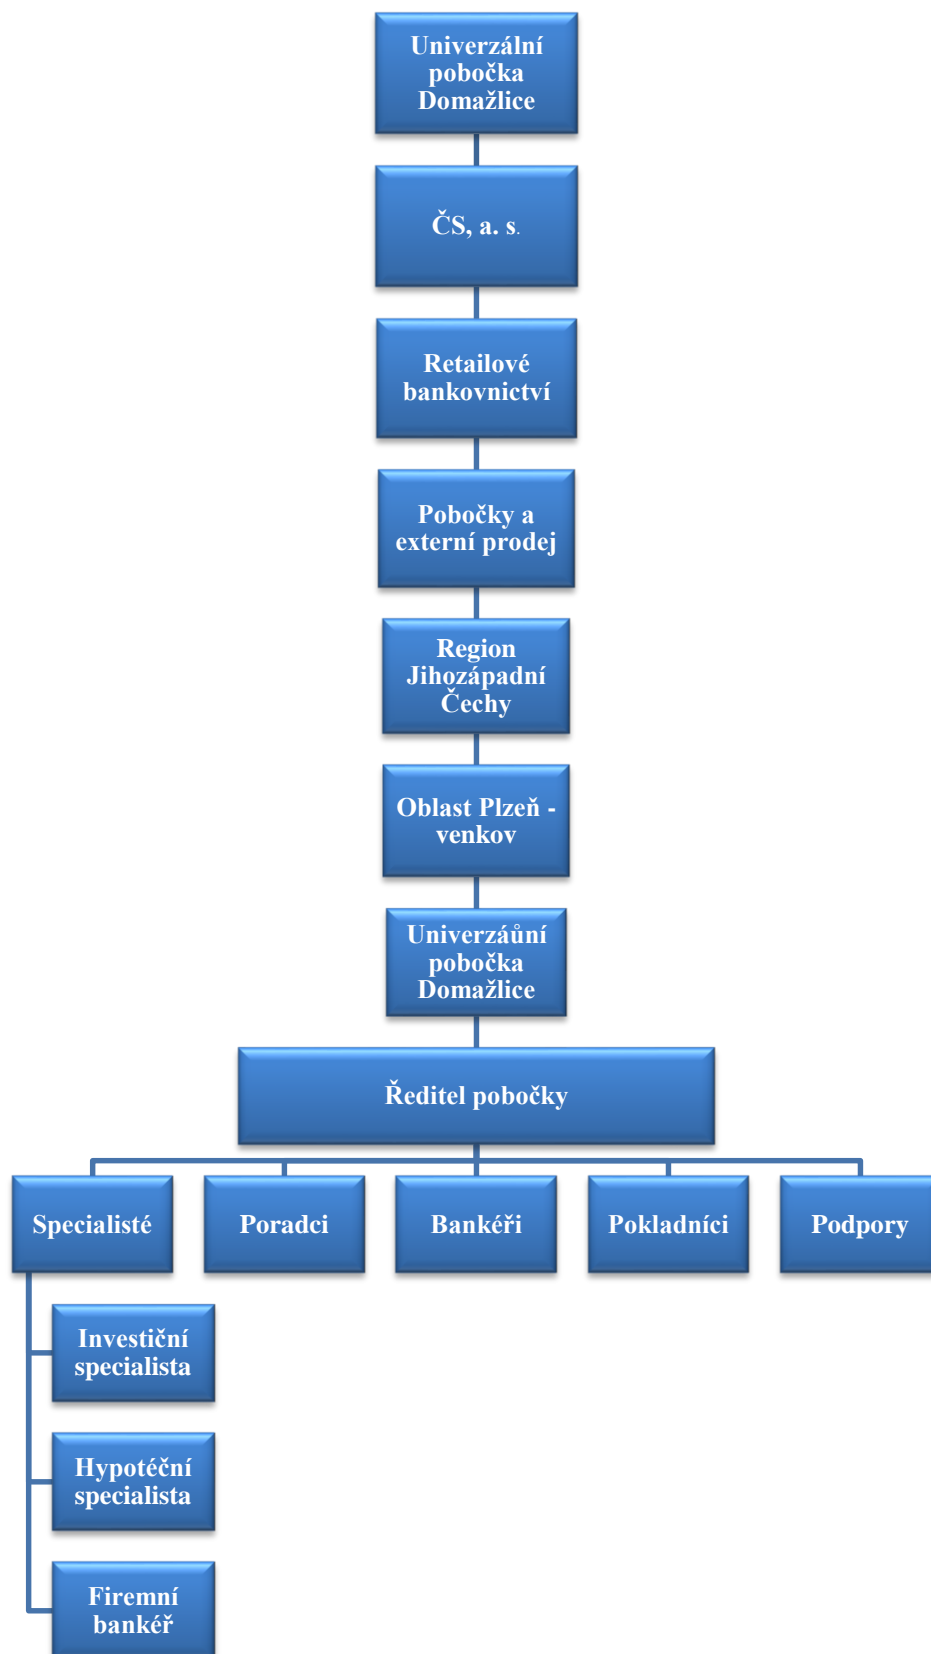 Univerzální
pobočka
Domažlice
ČS, a. s.
Retailové
bankovnictví
Pobočky a
externí prodej
Region
Jihozápadní
Čechy
Oblast Plzeň -
venkov
Univerzáůní
pobočka
Domažlice
Ředitel pobočky
Specialisté
Poradci
Bankéři
Pokladníci
Podpory
Investiční
specialista
Hypotéční
specialista
Firemní
bankéř